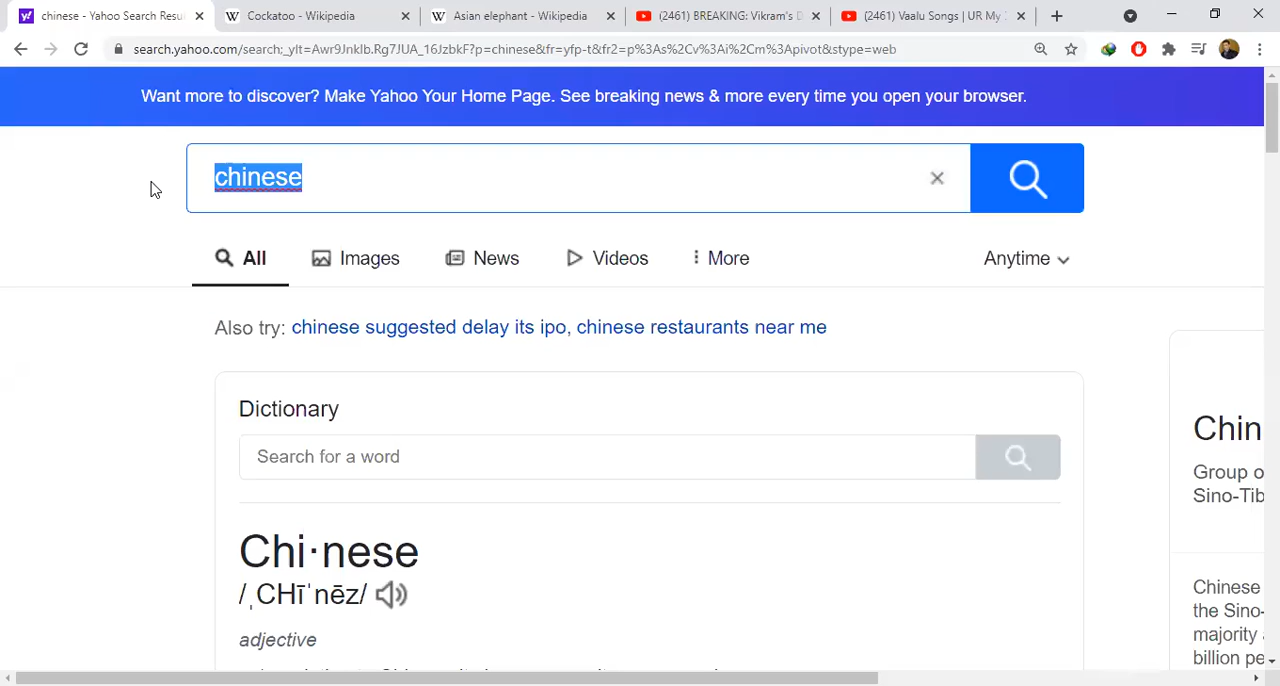 chinese - Yahoo Search Resu
Cockatoo - Wikipedia
Asian elephant - Wikipedia
(2461) BREAKING: Vikram's D
(2461) Vaalu Songs | UR My
search.yahoo.com/search;_ylt=Awr9JnkIb.Rg7JUA_16JzbkF?p=chinese&fr=yfp-t&fr2=p%3As%2Cv%3Ai%2Cm%3Apivot&stype=web
Want more to discover? Make Yahoo Your Home Page. See breaking news & more every time you open your browser.
chinese
All Images News Videos More Anytime
Also try: chinese suggested delay its ipo, chinese restaurants near me
Dictionary
Search for a word
Chi·nese
/ˌCHīˈnēz/
adjective
Chin
Group o
Sino-Tib
Chinese
the Sino-
majority
billion pe